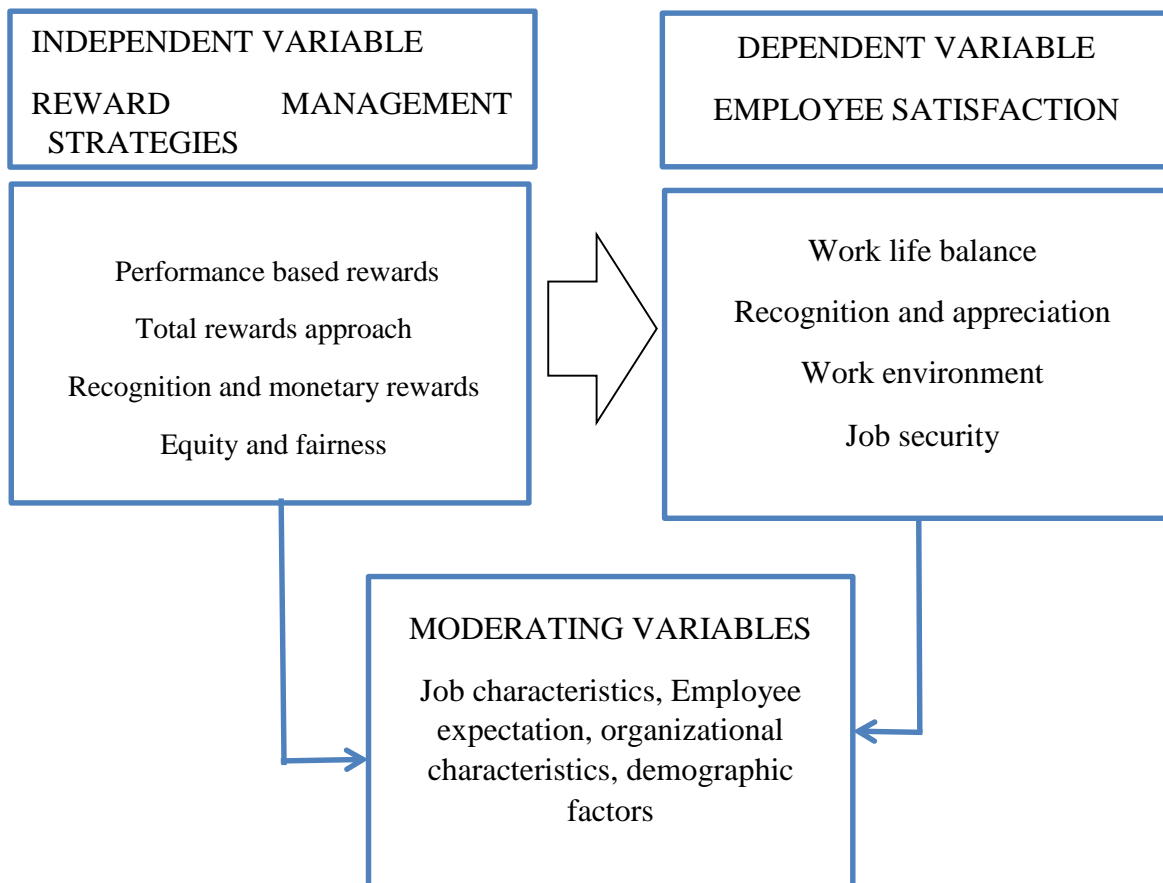 INDEPENDENT VARIABLE
REWARD MANAGEMENT
STRATEGIES
DEPENDENT VARIABLE
EMPLOYEE SATISFACTION
Performance based rewards
Total rewards approach
Recognition and monetary rewards
Equity and fairness
Work life balance
Recognition and appreciation
Work environment
Job security
MODERATING VARIABLES
Job characteristics, Employee
expectation, organizational
characteristics, demographic
factors